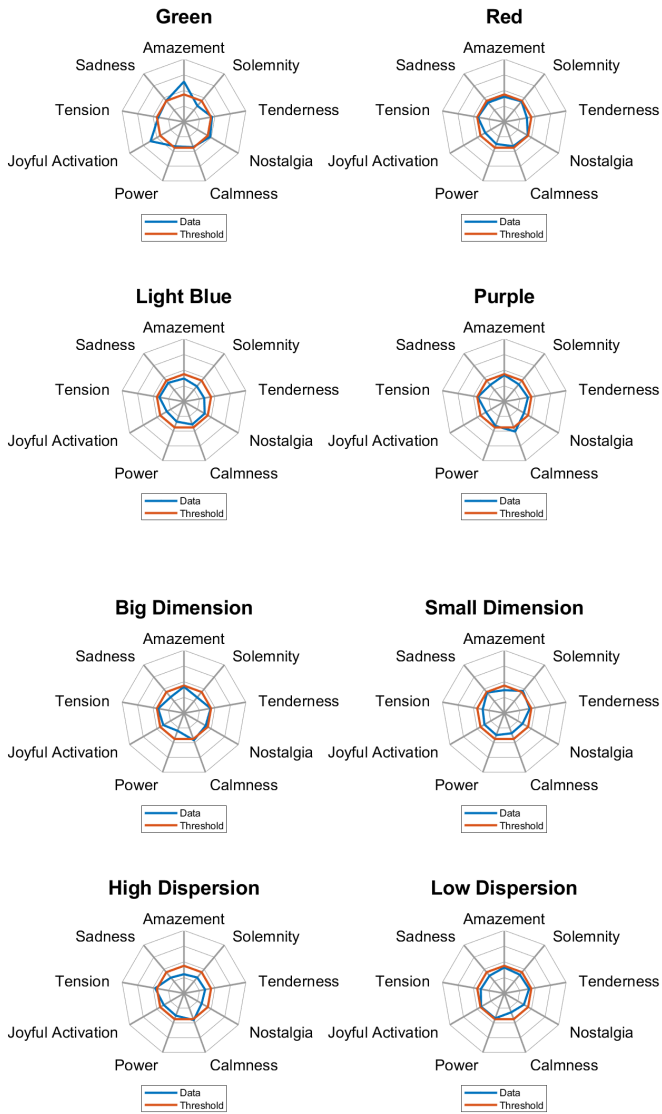 Green
Amazement
Sadness
Solemnity
Tension
Tenderness
Joyful Activation
Nostalgia
Power
Calmness
Data
Threshold
Red
Amazement
Sadness
Solemnity
Tension
Tenderness
Joyful Activation
Nostalgia
Power
Calmness
Data
Threshold
Light Blue
Amazement
Sadness
Solemnity
Tension
Tenderness
Joyful Activation
Nostalgia
Power
Calmness
Data
Threshold
Purple
Amazement
Sadness
Solemnity
Tension
Tenderness
Joyful Activation
Nostalgia
Power
Calmness
Data
Threshold
Big Dimension
Amazement
Sadness
Solemnity
Tension
Tenderness
Joyful Activation
Nostalgia
Power
Calmness
Data
Threshold
Small Dimension
Amazement
Sadness
Solemnity
Tension
Tenderness
Joyful Activation
Nostalgia
Power
Calmness
Data
Threshold
High Dispersion
Amazement
Sadness
Solemnity
Tension
Tenderness
Joyful Activation
Nostalgia
Power
Calmness
Data
Threshold
Low Dispersion
Amazement
Sadness
Solemnity
Tension
Tenderness
Joyful Activation
Nostalgia
Power
Calmness
Data
Threshold